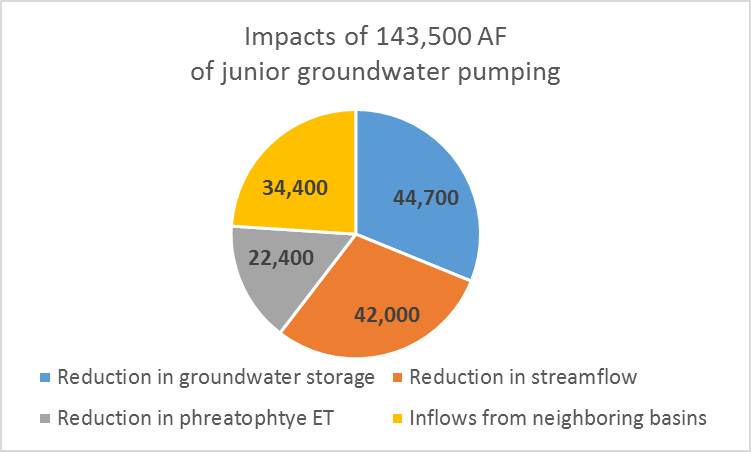 Impacts of 143,500 AF
of junior groundwater pumping
34,400
44,700
22,400
42,000
Reduction in groundwater storage
Reduction in streamflow
Reduction in phreatophtye ET
Inflows from neighboring basins